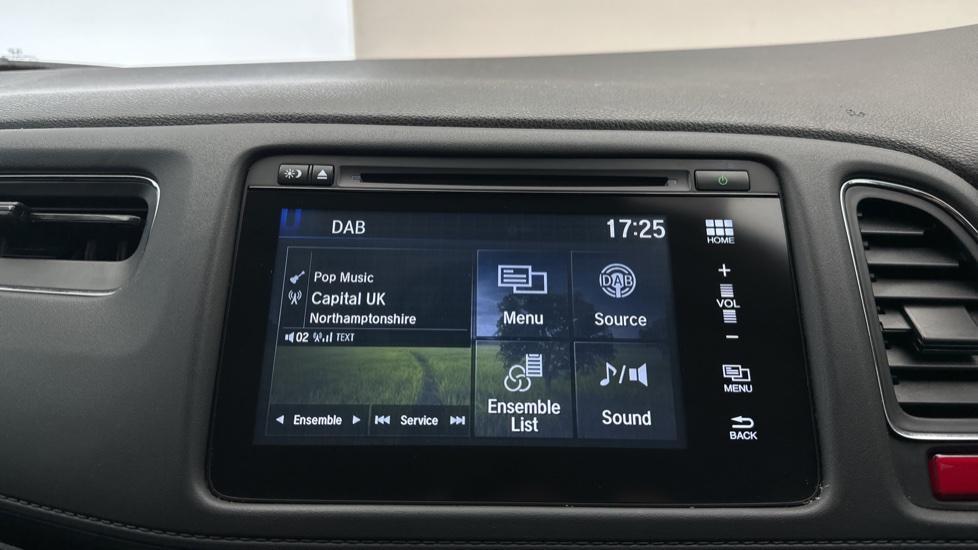 DAB
17:25
HOME
Pop Music
Capital UK
Northamptonshire
02 TEXT
Ensemble
Service
Menu
DAB
Source
Ensemble
List
Sound
+
VOL
-
MENU
BACK